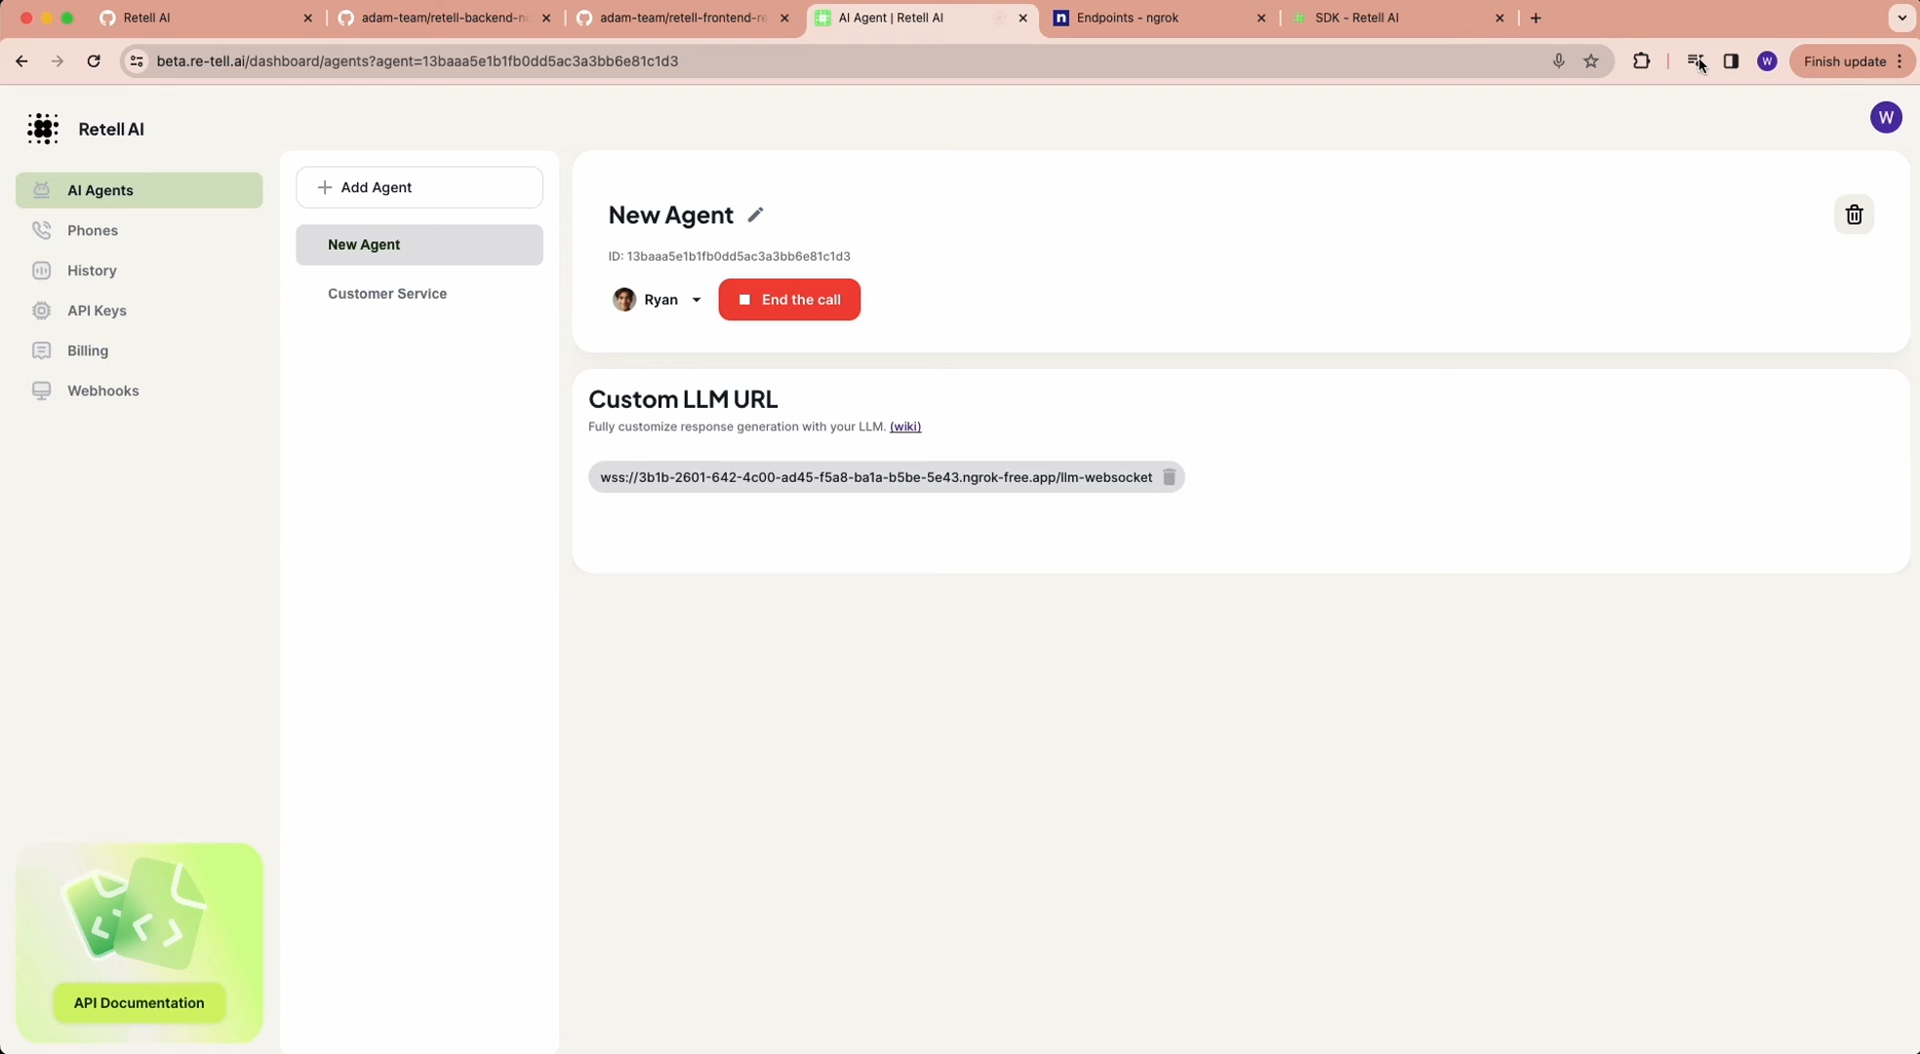 Retell AI
adam-team/retell-backend-n
adam-team/retell-frontend-re
AI Agent | Retell AI
Endpoints - ngrok
SDK - Retell AI
beta.re-tell.ai/dashboard/agents?agent=13baaa5e1b1fb0dd5ac3a3bb6e81c1d3
W
Finish update
Retell AI
W
AI Agents
Phones
History
API Keys
Billing
Webhooks
API Documentation
Add Agent
New Agent
Customer Service
New Agent
ID: 13baaa5e1b1fb0dd5ac3a3bb6e81c1d3
Ryan
End the call
Custom LLM URL
Fully customize response generation with your LLM. (wiki)
wss://3b1b-2601-642-4c00-ad45-f5a8-ba1a-b5be-5e43.ngrok-free.app/llm-websocket